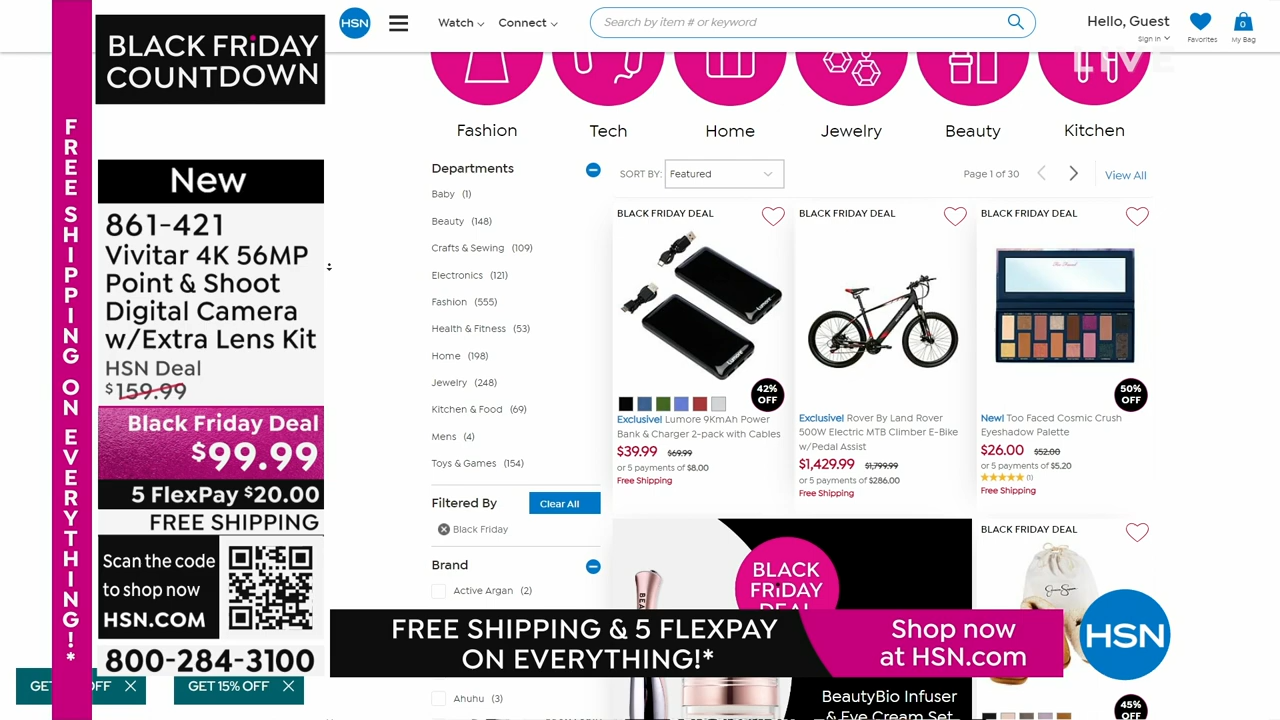 BLACK FRiDAY
COUNTDOWN
FREE SHIPPING ON EVERYTHING!*
New
861-421
Vivitar 4K 56MP
Point & Shoot
Digital Camera
w/Extra Lens Kit
HSN Deal
$159.99
Black Friday Deal
$99.99
5 FlexPay $20.00
FREE SHIPPING
Scan the code
to shop now
HSN.COM
800-284-3100
GET
OFF
GET 15% OFF
HSN
Watch
Connect
Search by item # or keyword
Hello, Guest
Sign in
Favorites
0
My Bag
LIVE
Fashion
Tech
Home
Jewelry
Beauty
Kitchen
Departments
Baby (1)
Beauty (148)
Crafts & Sewing (109)
Electronics (121)
Fashion (555)
Health & Fitness (53)
Home (198)
Jewelry (248)
Kitchen & Food (69)
Mens (4)
Toys & Games (154)
Filtered By
Clear All
Black Friday
Brand
Active Argan (2)
Ahuhu (3)
SORT BY:
Featured
Page 1 of 30
View All
BLACK FRIDAY DEAL
42%
OFF
Exclusive! Lumore 9KmAh Power
Bank & Charger 2-pack with Cables
$39.99 $69.99
or 5 payments of $8.00
Free Shipping
BLACK FRIDAY DEAL
Exclusive! Rover By Land Rover
500W Electric MTB Climber E-Bike
w/Pedal Assist
$1,429.99 $1,799.99
or 5 payments of $286.00
Free Shipping
BLACK FRIDAY DEAL
50%
OFF
New! Too Faced Cosmic Crush
Eyeshadow Palette
$26.00 $52.00
or 5 payments of $5.20
(1)
Free Shipping
BLACK
FRiDAY
DEAL
BeautyBio Infuser
& Eye Cream Set
BLACK FRIDAY DEAL
45%
OFF
FREE SHIPPING & 5 FLEXPAY
ON EVERYTHING!*
Shop now
at HSN.com
HSN